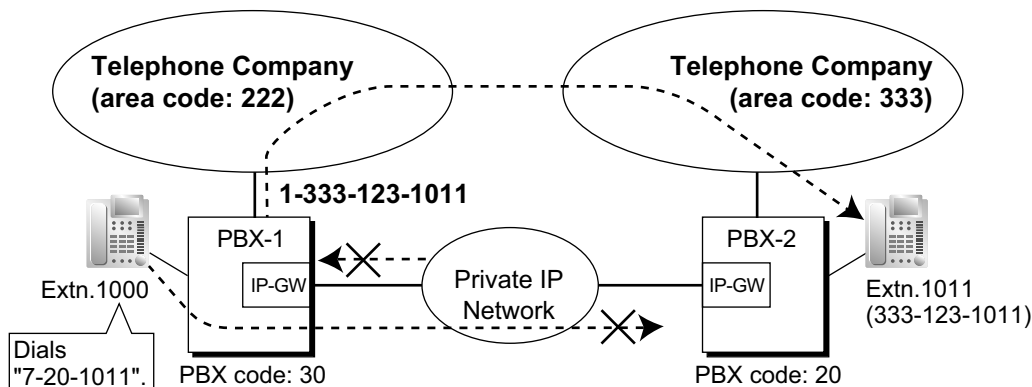 Telephone Company
(area code: 222)
Telephone Company
(area code: 333)
1-333-123-1011
PBX-1
PBX-2
IP-GW
Private IP
Network
IP-GW
Extn.1000
Extn.1011
(333-123-1011)
Dials
"7-20-1011".
PBX code: 30
PBX code: 20